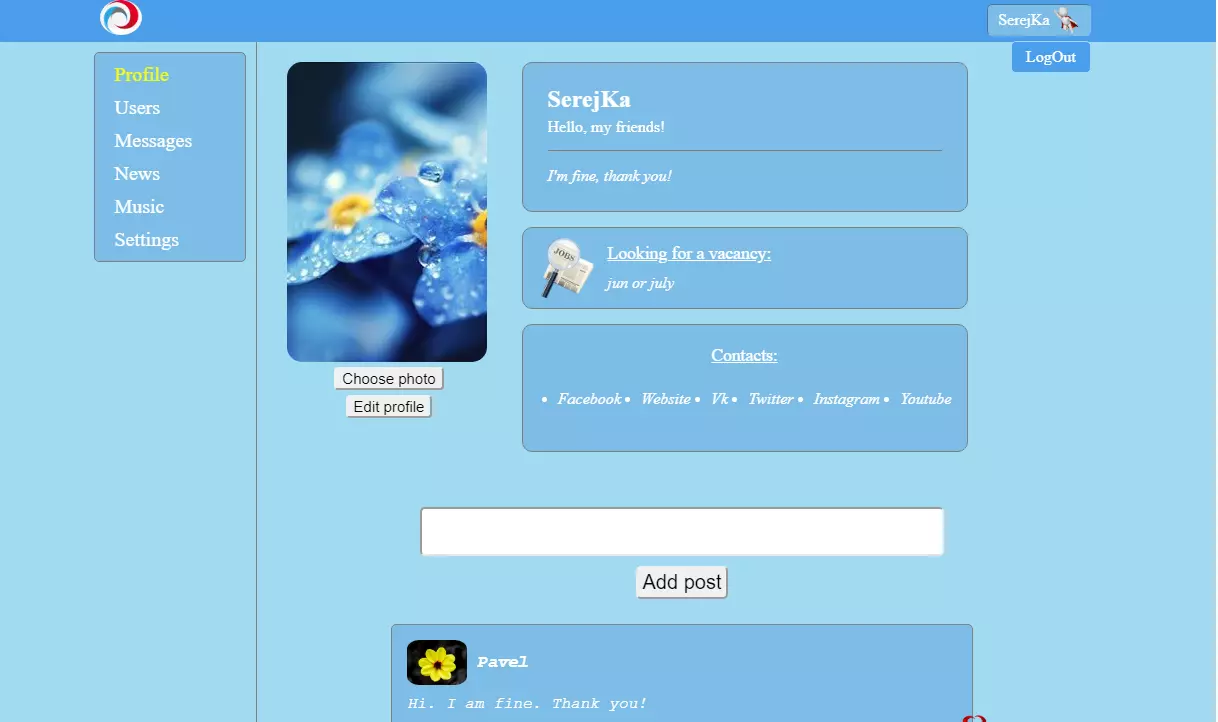 SerejKa
LogOut
Profile
Users
Messages
News
Music
Settings
Choose photo
Edit profile
SerejKa
Hello, my friends!
I'm fine, thank you!
JOBS
Looking for a vacancy:
jun or july
Contacts:
• Facebook • Website • Vk • Twitter • Instagram • Youtube
Add post
Pavel
Hi. I am fine. Thank you!